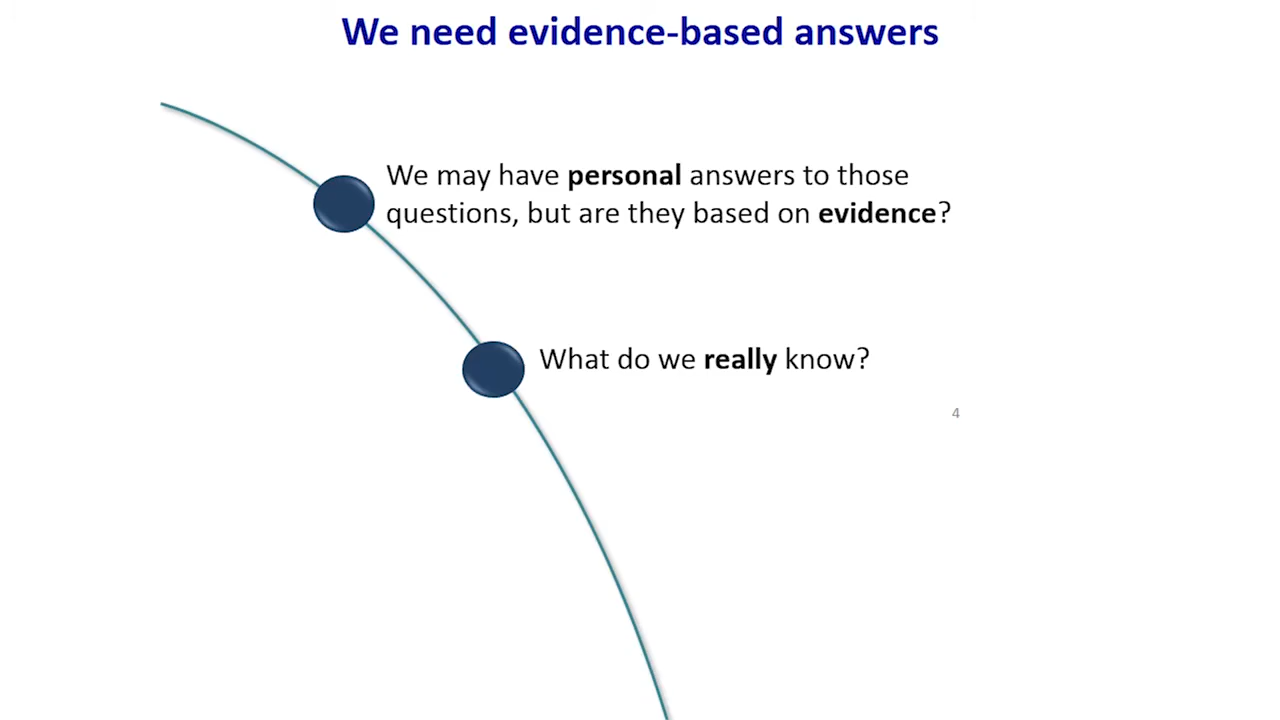 We need evidence-based answers
We may have personal answers to those
questions, but are they based on evidence?
What do we really know?
4